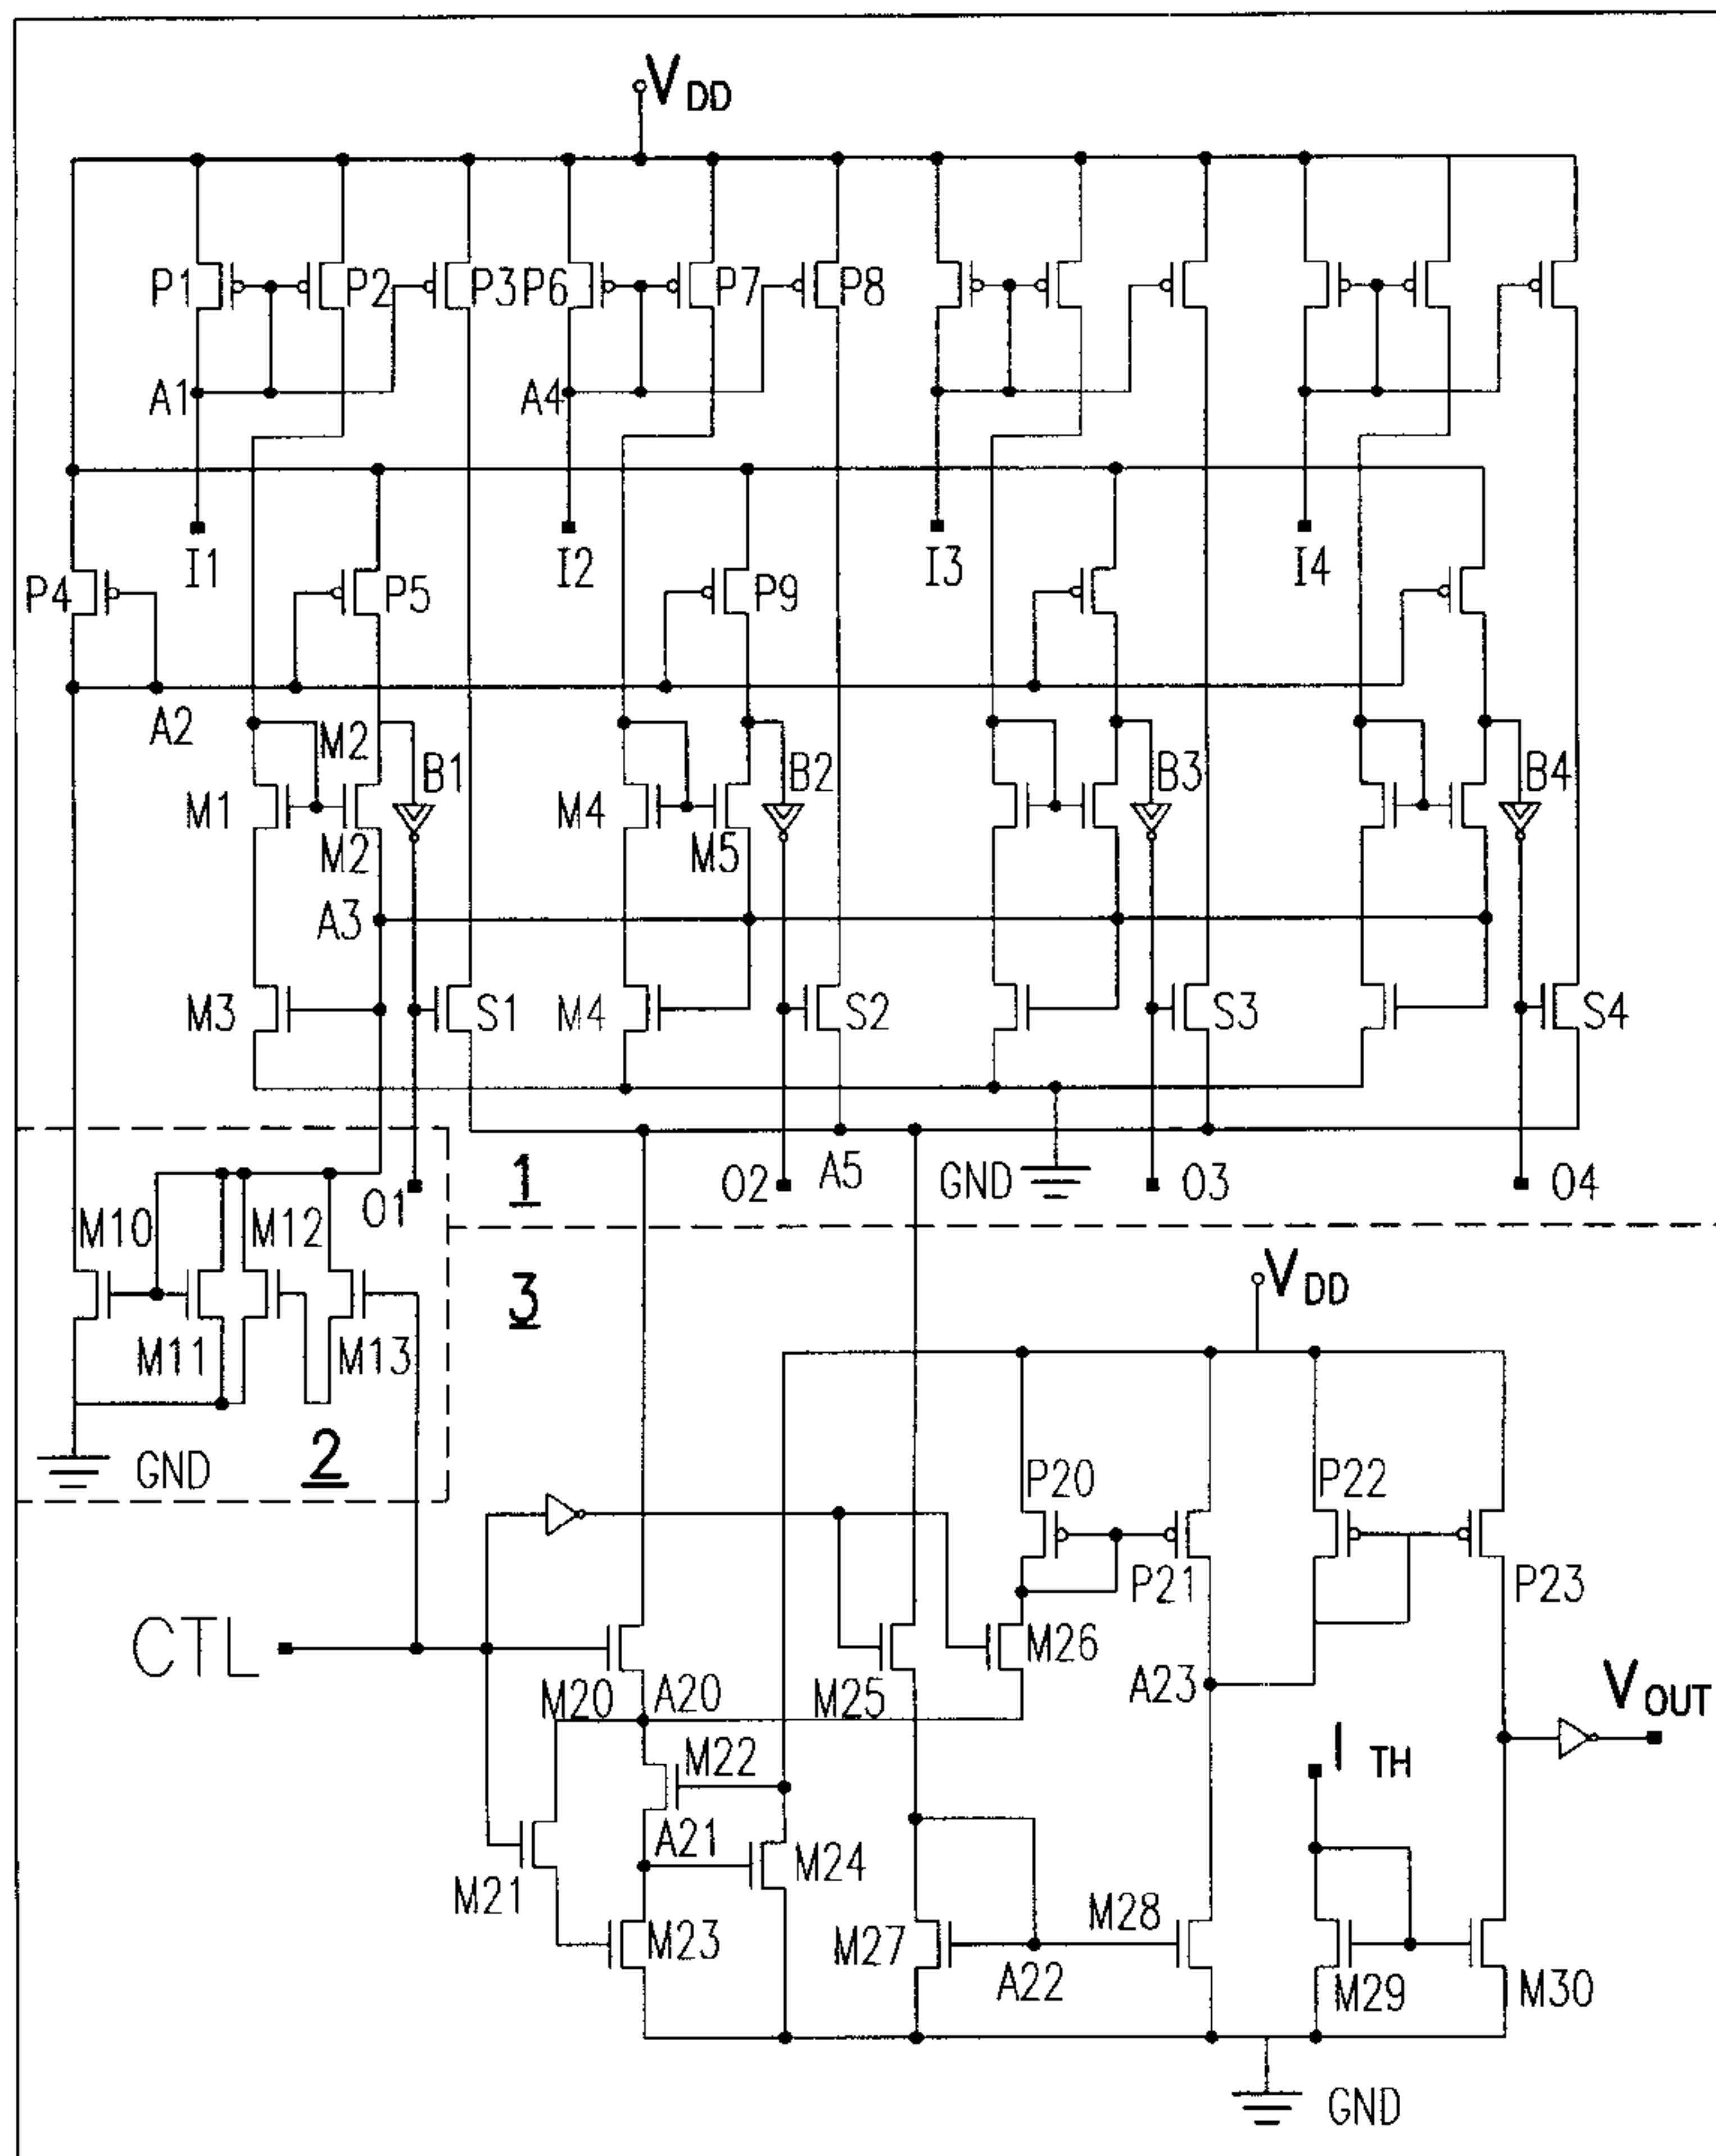 VDD
P1 P2 P3 P6 P7 P8
A1 A4
I1 I2 I3 I4
P4 P5 P9
A2 M2 B1 B2 B3 B4
M1 M2 M4 M5
A3
M3 S1 M4 S2 S3 S4
O1 1 O2 A5 GND O3 O4
M10 M12
3 VDD
M11 M13
GND 2
P20 P22
P21 P23
CTL M20 A20 M25 M26 A23 VOUT
M22 ITH
A21 M24
M21 M28
M23 M27 A22 M29 M30
GND